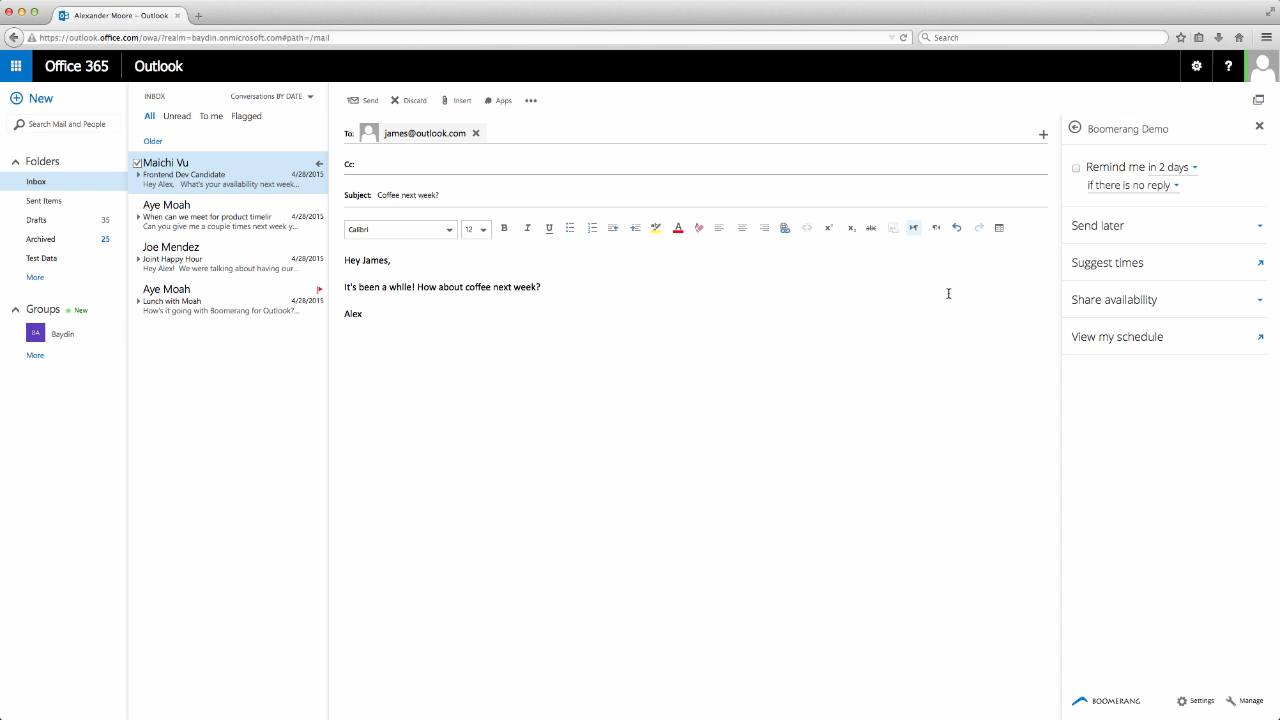 Alexander Moore – Outlook
https://outlook.office.com/owa/?realm=baydin.onmicrosoft.com#path=/mail
Search
Office 365
Outlook
?
New
Search Mail and People
Folders
Inbox
Sent Items
Drafts 35
Archived 25
Test Data
More
Groups New
BA Baydin
More
INBOX Conversations BY DATE
All Unread To me Flagged
Older
Maichi Vu
Frontend Dev Candidate 4/28/2015
Hey Alex, What's your availability next week...
Aye Moah
When can we meet for product timelir 4/28/2015
Can you give me a couple times next week y...
Joe Mendez
Joint Happy Hour 4/28/2015
Hey Alex! We were talking about having our...
Aye Moah
Lunch with Moah 4/28/2015
How's it going with Boomerang for Outlook?...
Send Discard Insert Apps •••
To: james@outlook.com
Cc:
Subject: Coffee next week?
Calibri 12 B I U
Hey James,
It's been a while! How about coffee next week?
Alex
Boomerang Demo
Remind me in 2 days
if there is no reply
Send later
Suggest times
Share availability
View my schedule
BOOMERANG Settings Manage